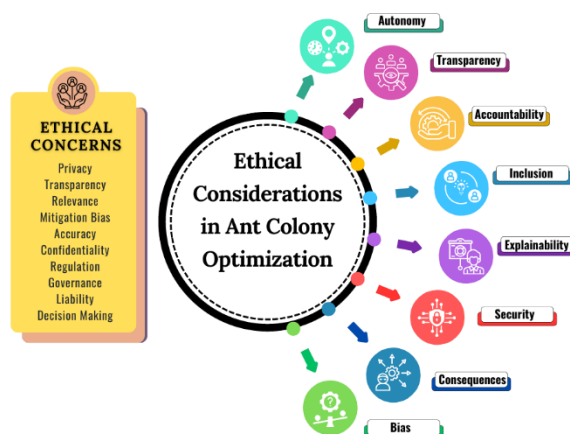 ETHICAL
CONCERNS
Privacy
Transparency
Relevance
Mitigation Bias
Accuracy
Confidentiality
Regulation
Governance
Liability
Decision Making
Ethical
Considerations
in Ant Colony
Optimization
Autonomy
Transparency
Accountability
Inclusion
Explainability
Security
Consequences
Bias
?